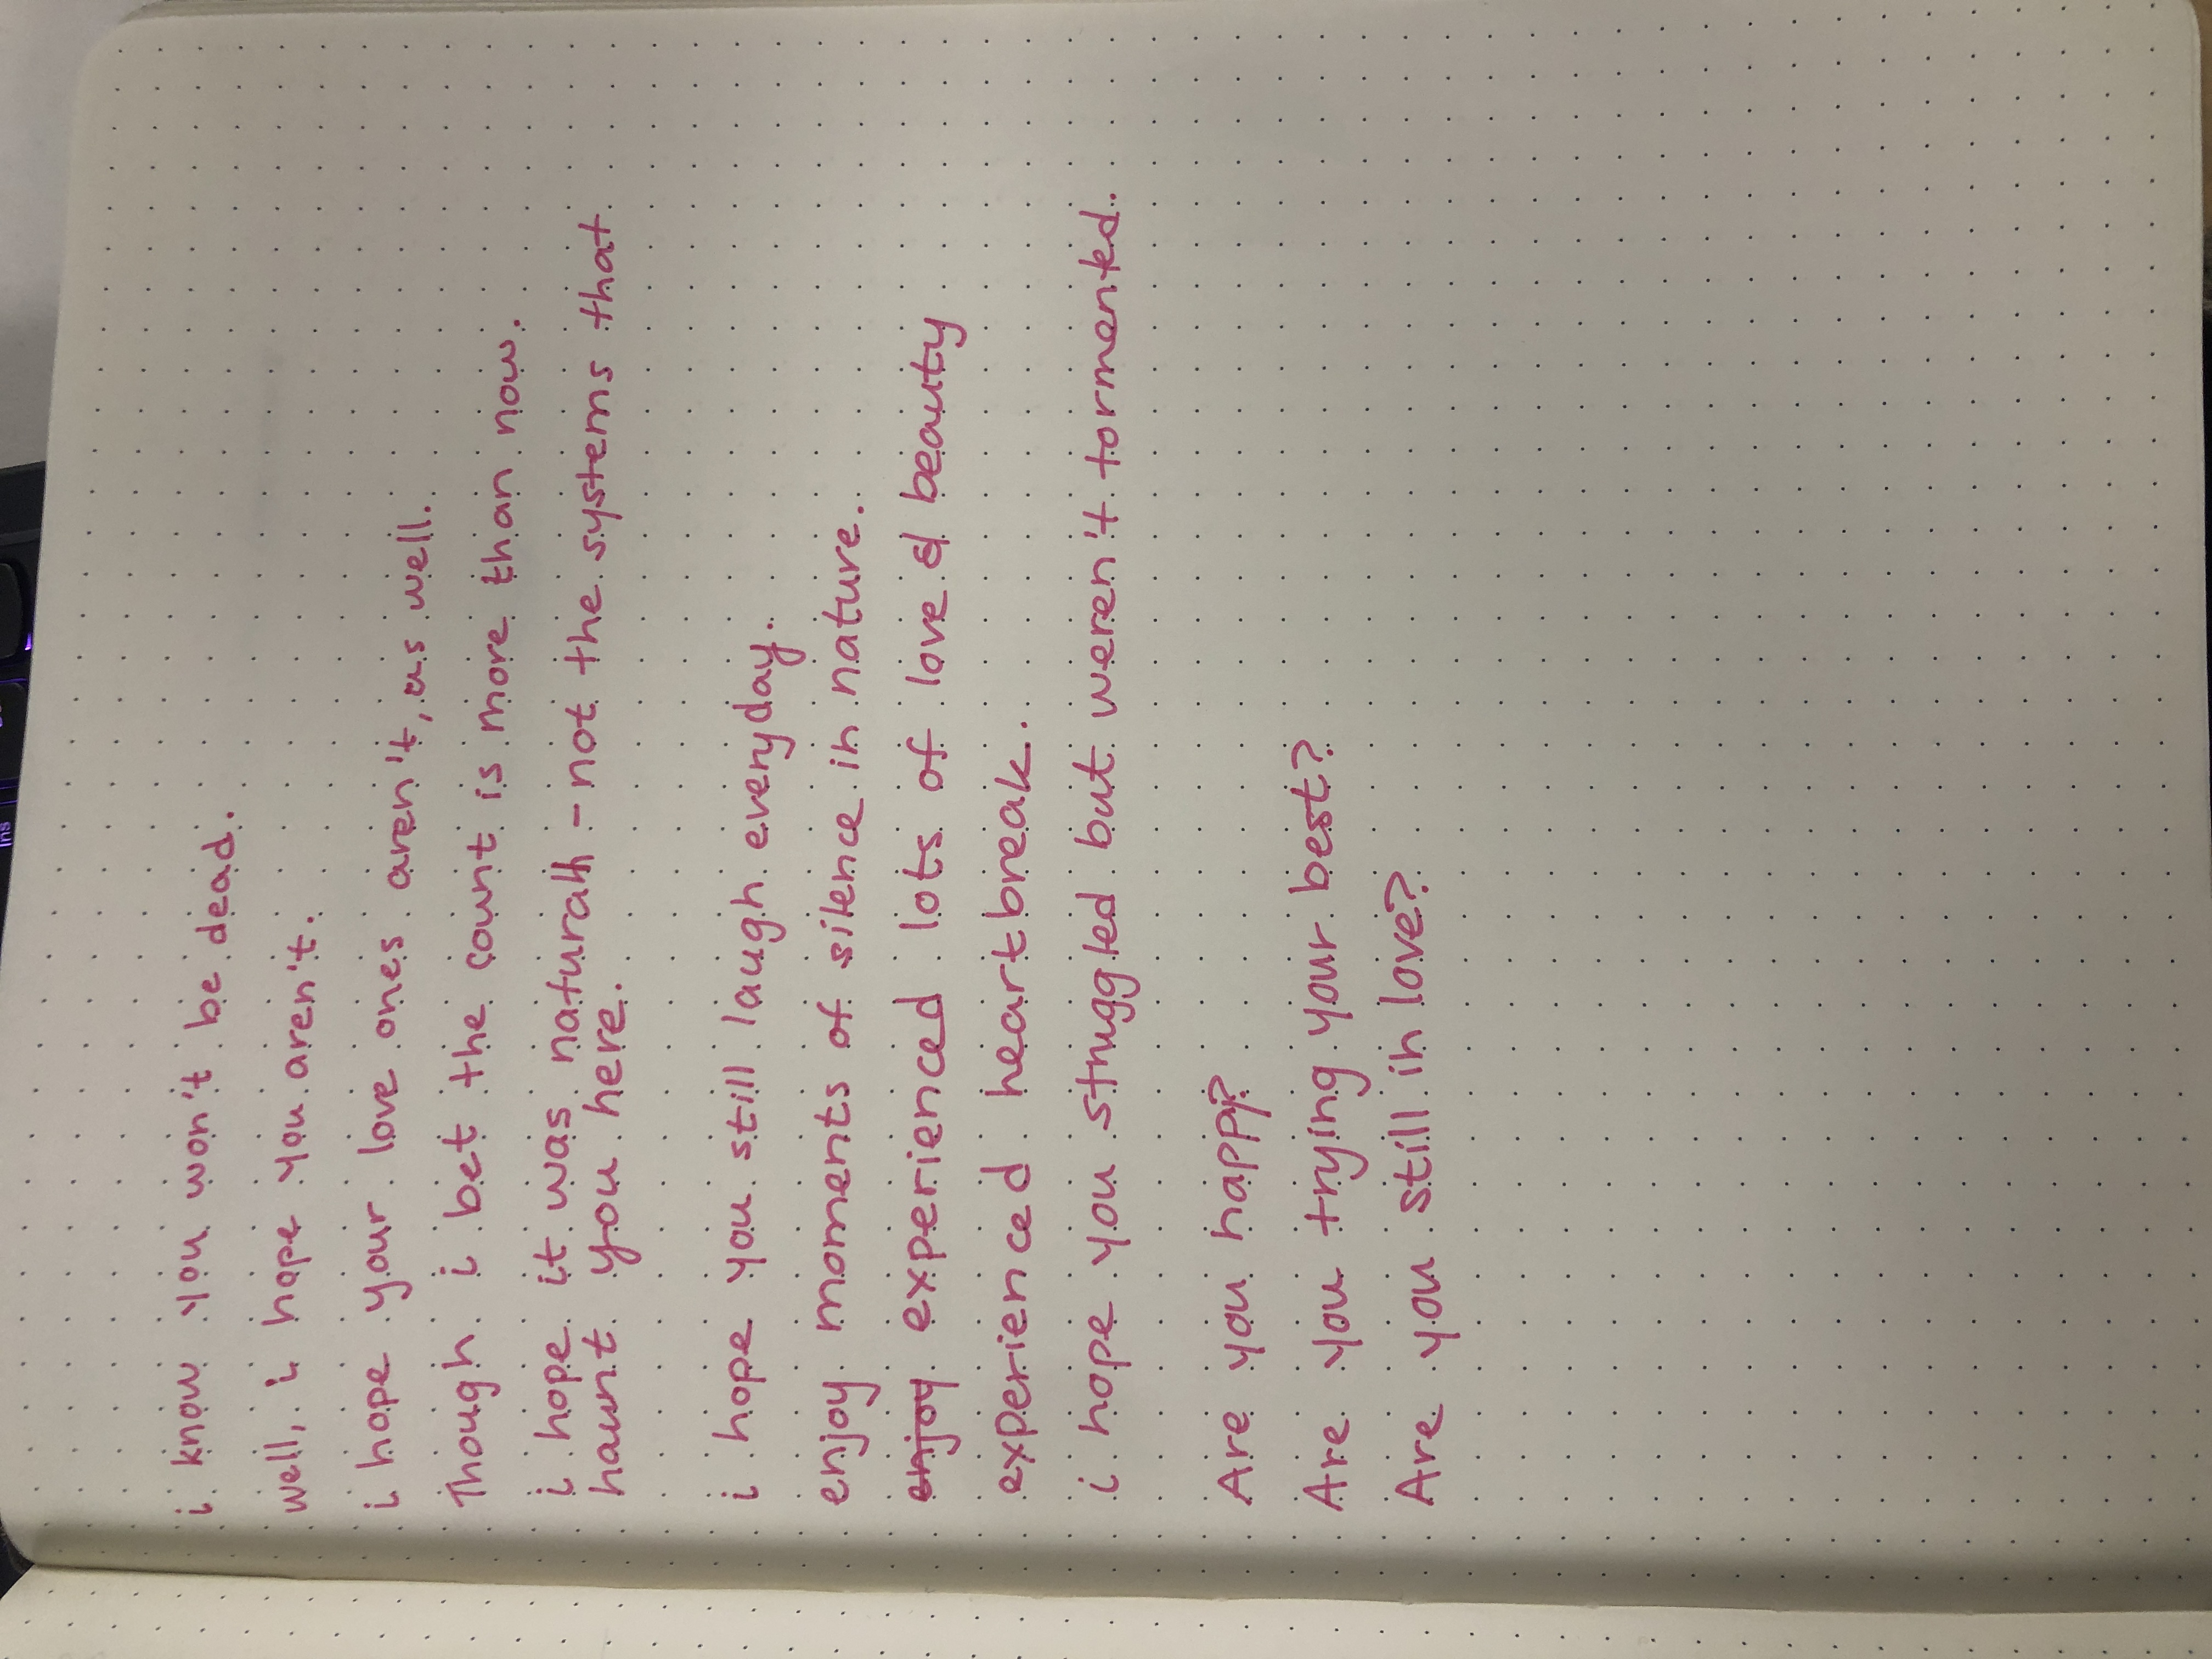 Ins
i know you won't be dead.
well, i hope you aren't.
i hope your love ones aren't, as well.
Though i bet the count is more than now.
i hope it was natural - not the systems that
haunt you here.
i hope you still laugh everyday.
enjoy moments of silence in nature.
enjoy experienced lots of love & beauty
experienced heartbreak.
i hope you struggled but weren't tormented.
Are you happy?
Are you trying your best?
Are you still in love?